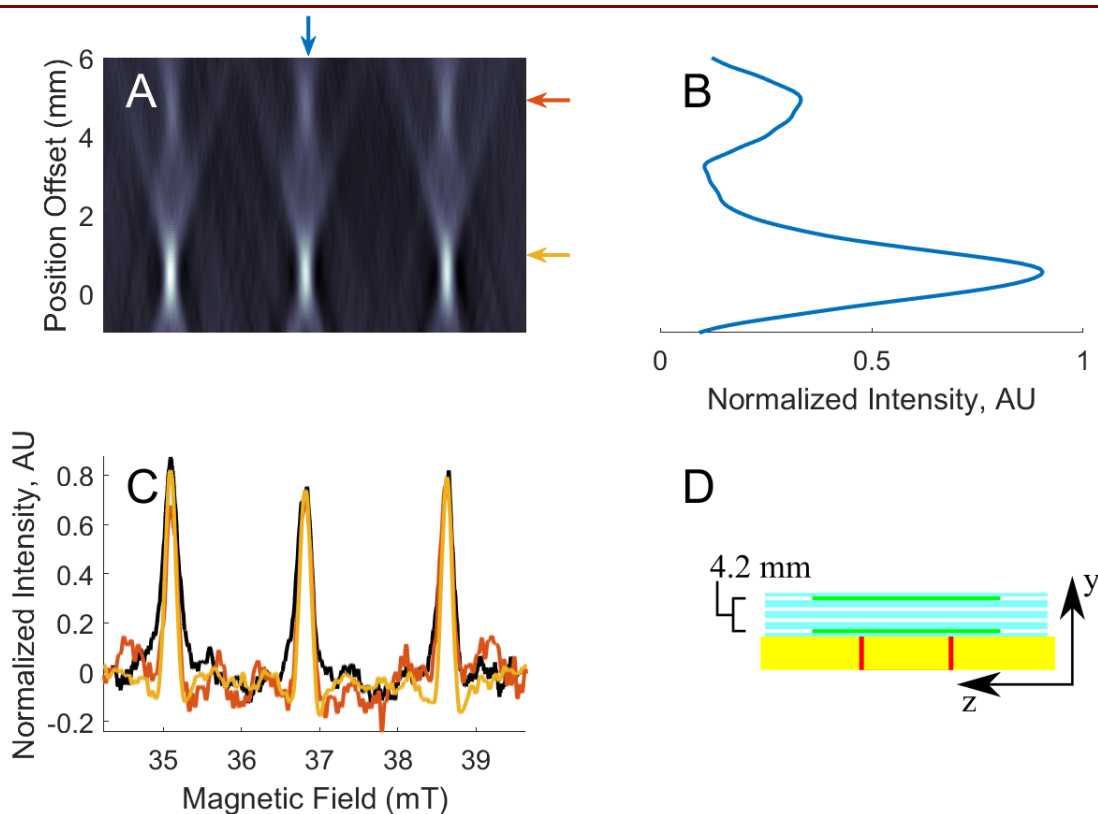 A
B
6
4
2
0
Position Offset (mm)
0
0.5
1
Normalized Intensity, AU
C
D
0.8
0.6
0.4
0.2
0
-0.2
Normalized Intensity, AU
35
36
37
38
39
Magnetic Field (mT)
4.2 mm
y
z